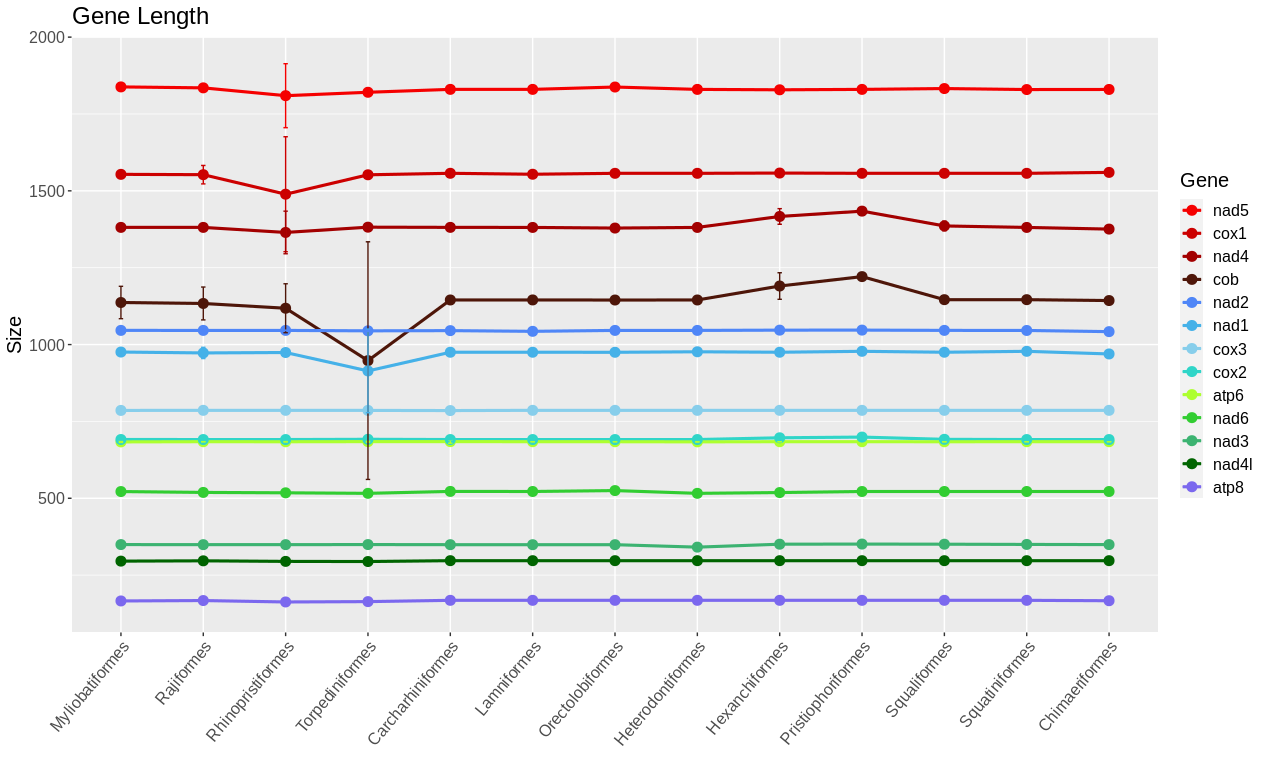 Gene Length
2000
1500
1000
500
Size
Myliobatiformes
Rajiformes
Rhinopristiformes
Torpediniformes
Carcharhiniformes
Lamniformes
Orectolobiformes
Heterodontiformes
Hexanchiformes
Pristiophoriformes
Squaliformes
Squatiniformes
Chimaeriformes
Gene
nad5
cox1
nad4
cob
nad2
nad1
cox3
cox2
atp6
nad6
nad3
nad4l
atp8